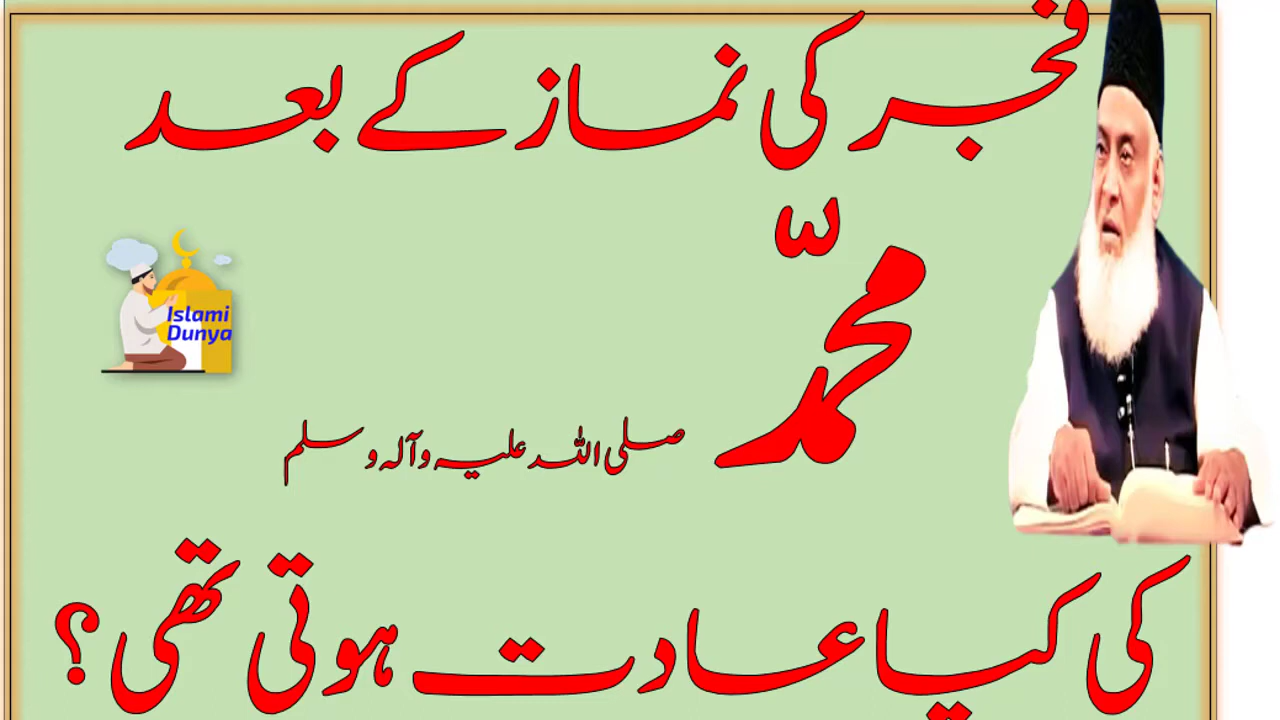 فجر کی نماز کے بعد
محمدؐ
صلی اللہ علیہ وآلہ وسلم
Islami
Dunya
کی کیا عادت ہوتی تھی؟